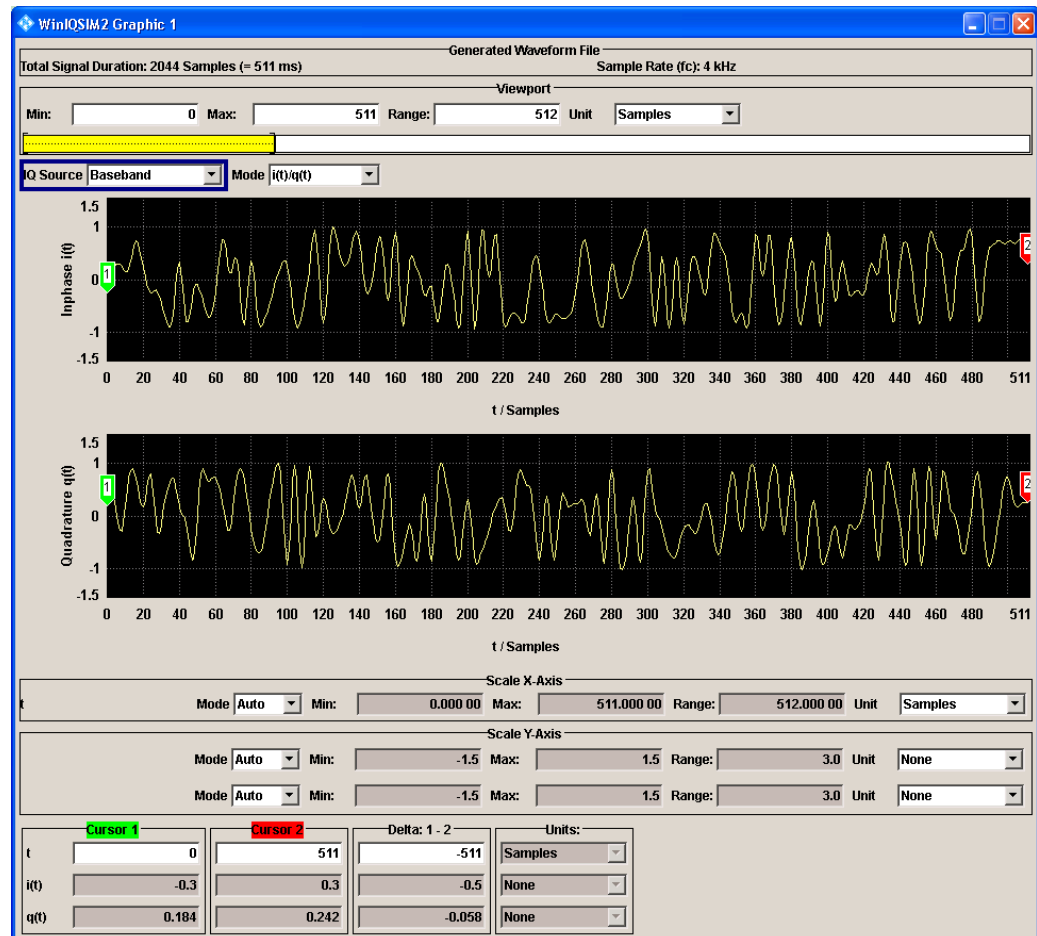 WinIQSIM2 Graphic 1
Generated Waveform File
Total Signal Duration: 2044 Samples (= 511 ms) Sample Rate (fc): 4 kHz
Viewport
Min: 0 Max: 511 Range: 512 Unit Samples
IQ Source Baseband Mode i(t)/q(t)
Inphase i(t)
1.5
1
0
-1
-1.5
1
2
0 20 40 60 80 100 120 140 160 180 200 220 240 260 280 300 320 340 360 380 400 420 440 460 480 511
t / Samples
Quadrature q(t)
1.5
1
0
-1
-1.5
1
2
0 20 40 60 80 100 120 140 160 180 200 220 240 260 280 300 320 340 360 380 400 420 440 460 480 511
t / Samples
Scale X-Axis
t Mode Auto Min: 0.000 00 Max: 511.000 00 Range: 512.000 00 Unit Samples
Scale Y-Axis
Mode Auto Min: -1.5 Max: 1.5 Range: 3.0 Unit None
Mode Auto Min: -1.5 Max: 1.5 Range: 3.0 Unit None
Cursor 1 Cursor 2 Delta: 1 - 2 Units:
t 0 511 -511 Samples
i(t) -0.3 0.3 -0.5 None
q(t) 0.184 0.242 -0.058 None